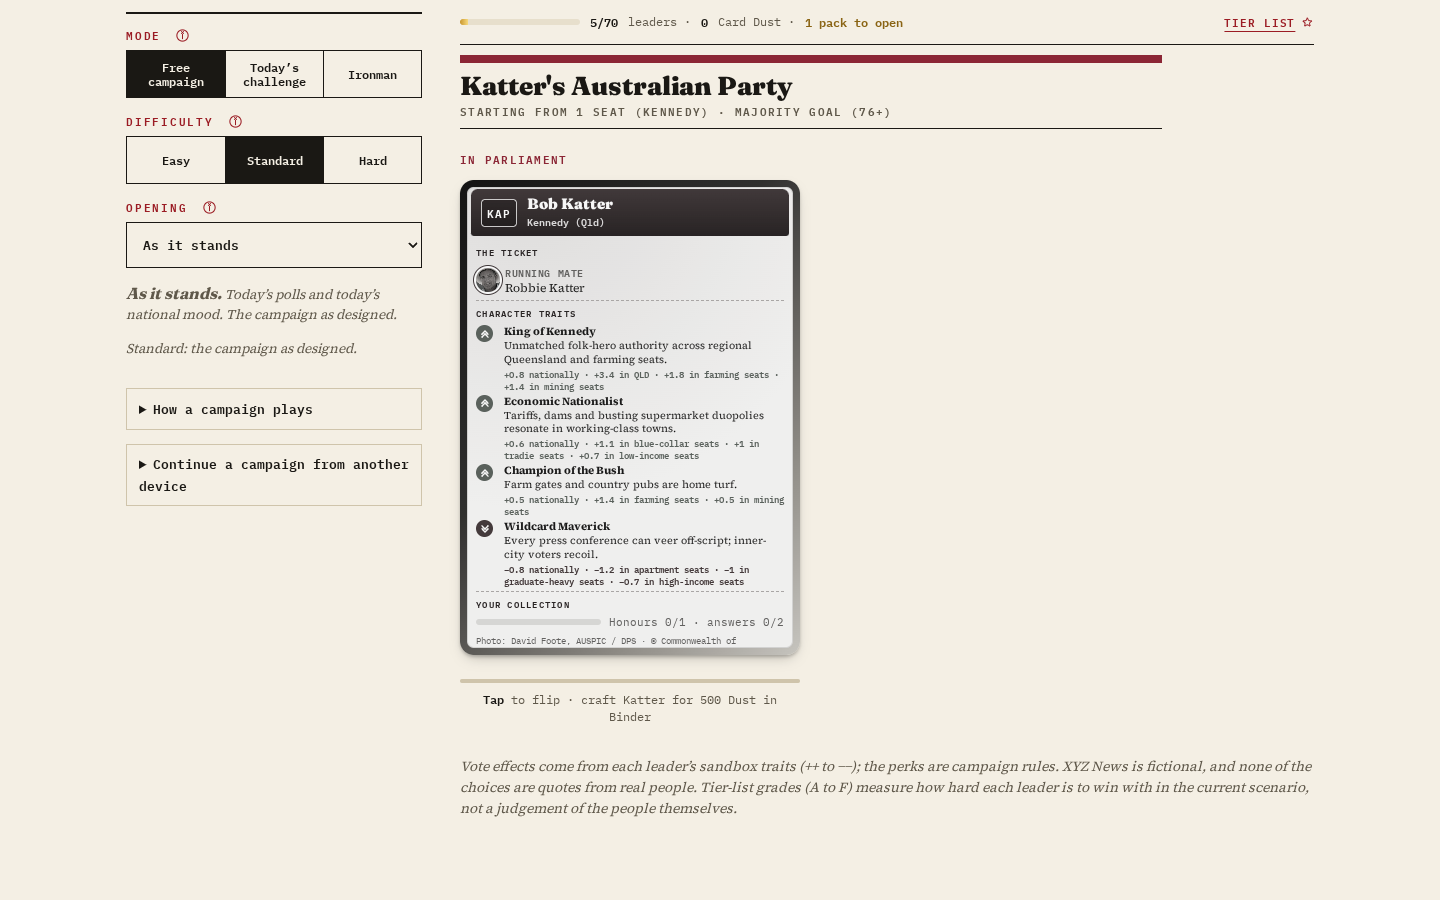 MODE
Free campaign
Today's challenge
Ironman
DIFFICULTY
Easy
Standard
Hard
OPENING
As it stands
As it stands. Today's polls and today's
national mood. The campaign as designed.
Standard: the campaign as designed.
How a campaign plays
Continue a campaign from another
device
5/70 leaders · 0 Card Dust · 1 pack to open
TIER LIST
Katter's Australian Party
STARTING FROM 1 SEAT (KENNEDY) · MAJORITY GOAL (76+)
IN PARLIAMENT
KAP
Bob Katter
Kennedy (Qld)
THE TICKET
RUNNING MATE
Robbie Katter
CHARACTER TRAITS
King of Kennedy
Unmatched folk-hero authority across regional
Queensland and farming seats.
+0.8 nationally · +3.4 in QLD · +1.8 in farming seats ·
+1.4 in mining seats
Economic Nationalist
Tariffs, dams and busting supermarket duopolies
resonate in working-class towns.
+0.6 nationally · +1.1 in blue-collar seats · +1 in
tradie seats · +0.7 in low-income seats
Champion of the Bush
Farm gates and country pubs are home turf.
+0.5 nationally · +1.4 in farming seats · +0.5 in mining
seats
Wildcard Maverick
Every press conference can veer off-script; inner-
city voters recoil.
−0.8 nationally · −1.2 in apartment seats · −1 in
graduate-heavy seats · −0.7 in high-income seats
YOUR COLLECTION
Honours 0/1 · answers 0/2
Photo: David Foote, AUSPIC / DPS · © Commonwealth of
Tap to flip · craft Katter for 500 Dust in
Binder
Vote effects come from each leader's sandbox traits (++ to −−); the perks are campaign rules. XYZ News is fictional, and none of the
choices are quotes from real people. Tier-list grades (A to F) measure how hard each leader is to win with in the current scenario,
not a judgement of the people themselves.